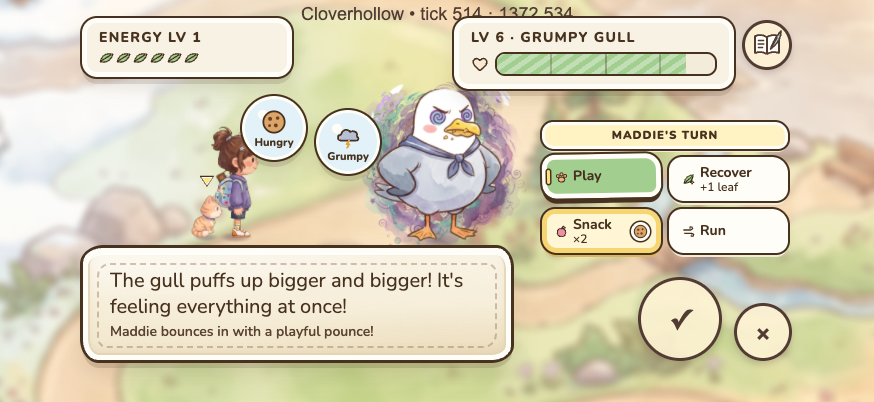 Cloverhollow • tick 514 · 1372 534
ENERGY LV 1
LV 6 · GRUMPY GULL
Hungry
Grumpy
MADDIE'S TURN
Play
Recover
+1 leaf
Snack
×2
Run
The gull puffs up bigger and bigger! It's
feeling everything at once!
Maddie bounces in with a playful pounce!